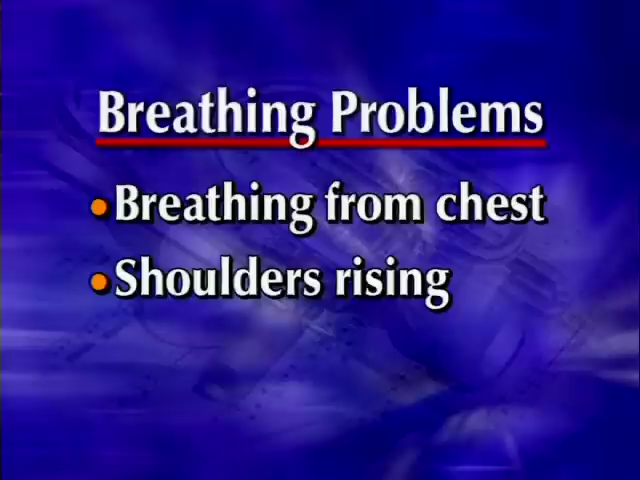 Breathing Problems
• Breathing from chest
• Shoulders rising